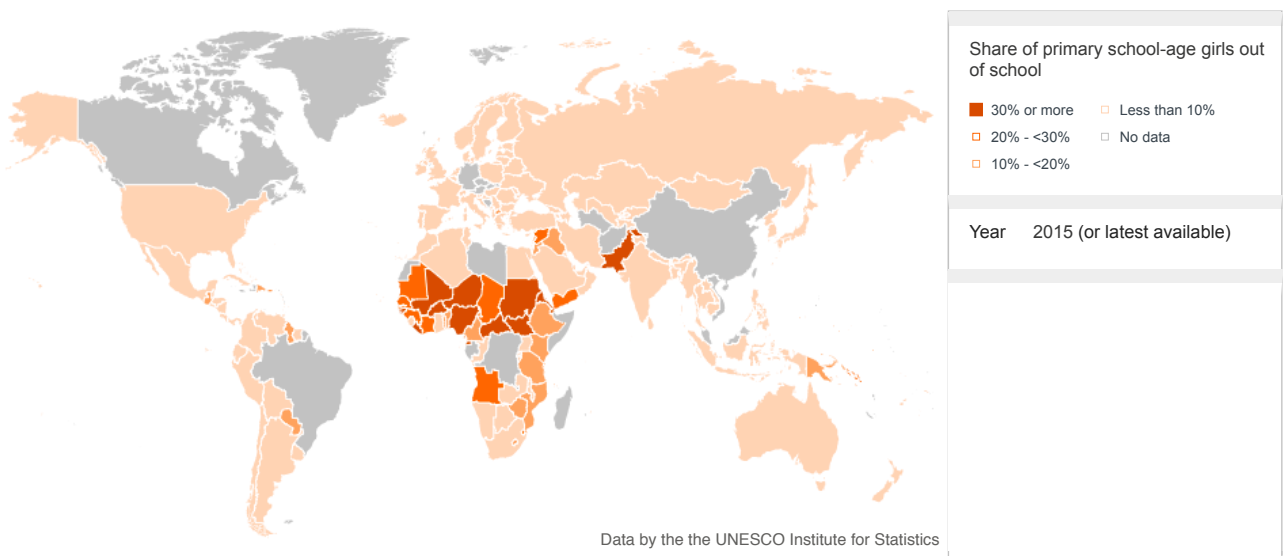 Share of primary school-age girls out
of school
30% or more
Less than 10%
20% - <30%
No data
10% - <20%
Year 2015 (or latest available)
Data by the the UNESCO Institute for Statistics